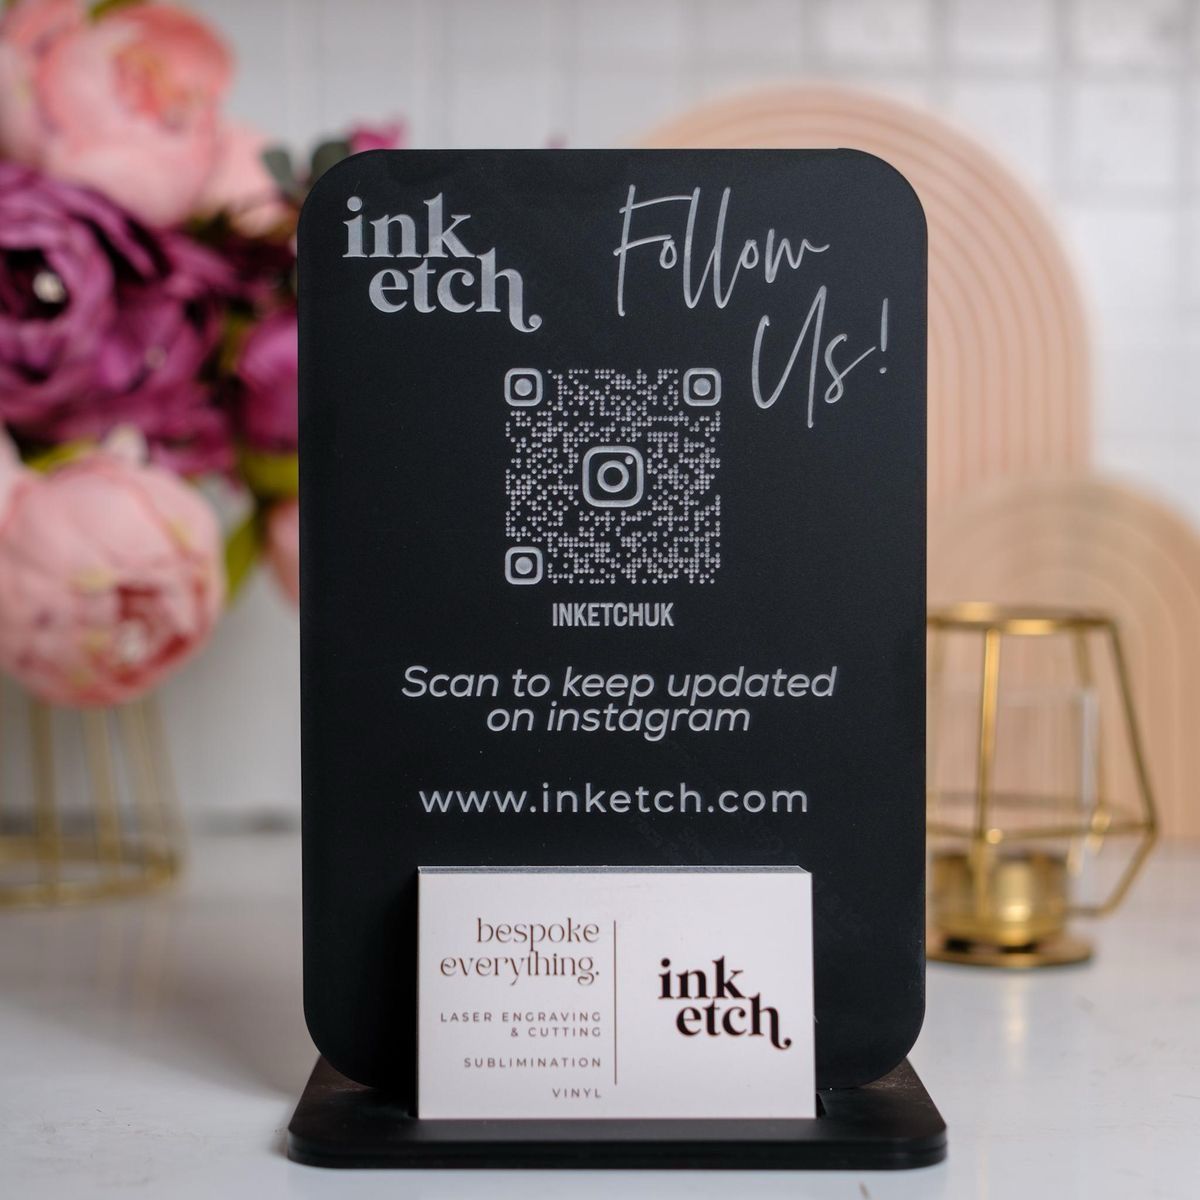 ink
etch
Follow
Us!
INKETCHUK
Scan to keep updated
on instagram
www.inketch.com
bespoke
everything.
LASER ENGRAVING
& CUTTING
SUBLIMINATION
VINYL
ink
etch